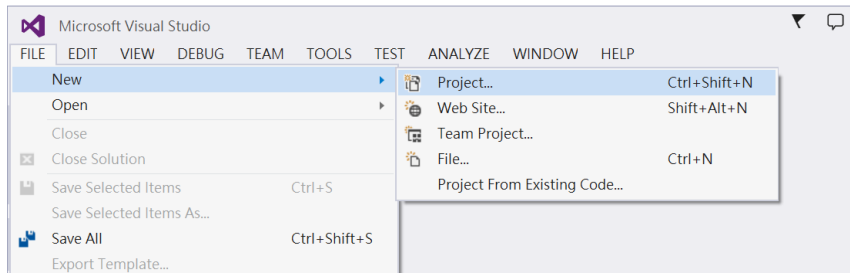 Microsoft Visual Studio
FILE EDIT VIEW DEBUG TEAM TOOLS TEST ANALYZE WINDOW HELP
New
Project... Ctrl+Shift+N
Open
Web Site... Shift+Alt+N
Close
Team Project...
Close Solution
File... Ctrl+N
Save Selected Items Ctrl+S
Project From Existing Code...
Save Selected Items As...
Save All Ctrl+Shift+S
Export Template...